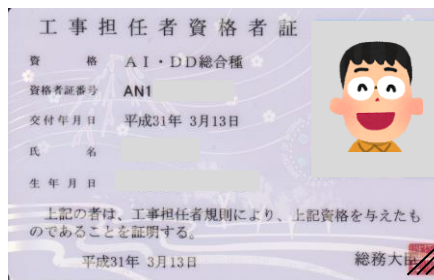 工事担任者資格者証
資格 AI・DD総合種
資格者証番号 AN1
交付年月日 平成31年 3月13日
氏名
生年月日
上記の者は、工事担任者規則により、上記資格を与えたも
のであることを証明する。
平成31年 3月13日
総務大臣